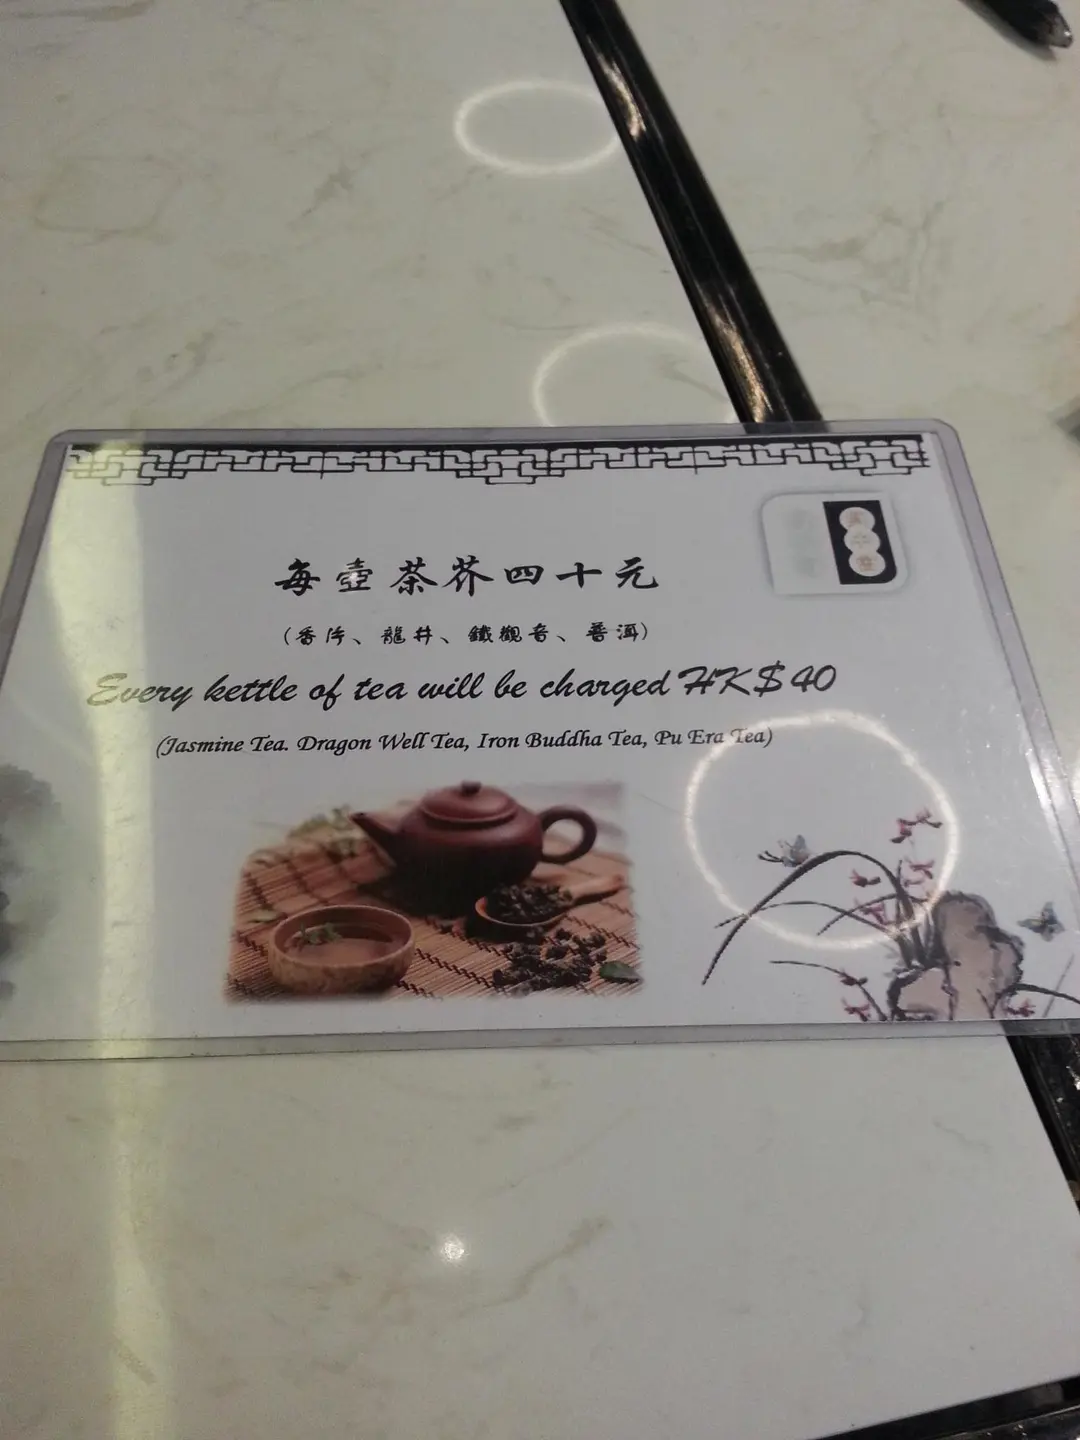 每壺茶芥四十元
(香片、龍井、鐵觀音、普洱)
Every kettle of tea will be charged HK$40
(Jasmine Tea. Dragon Well Tea, Iron Buddha Tea, Pu Era Tea)